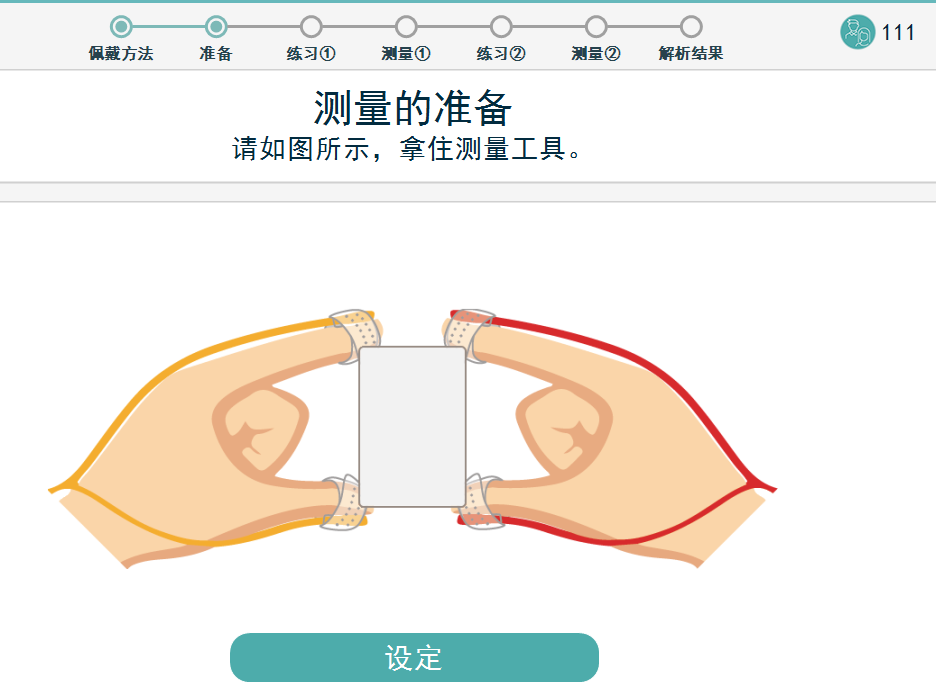 佩戴方法 准备 练习① 测量① 练习② 测量② 解析结果 111
测量的准备
请如图所示，拿住测量工具。
设定